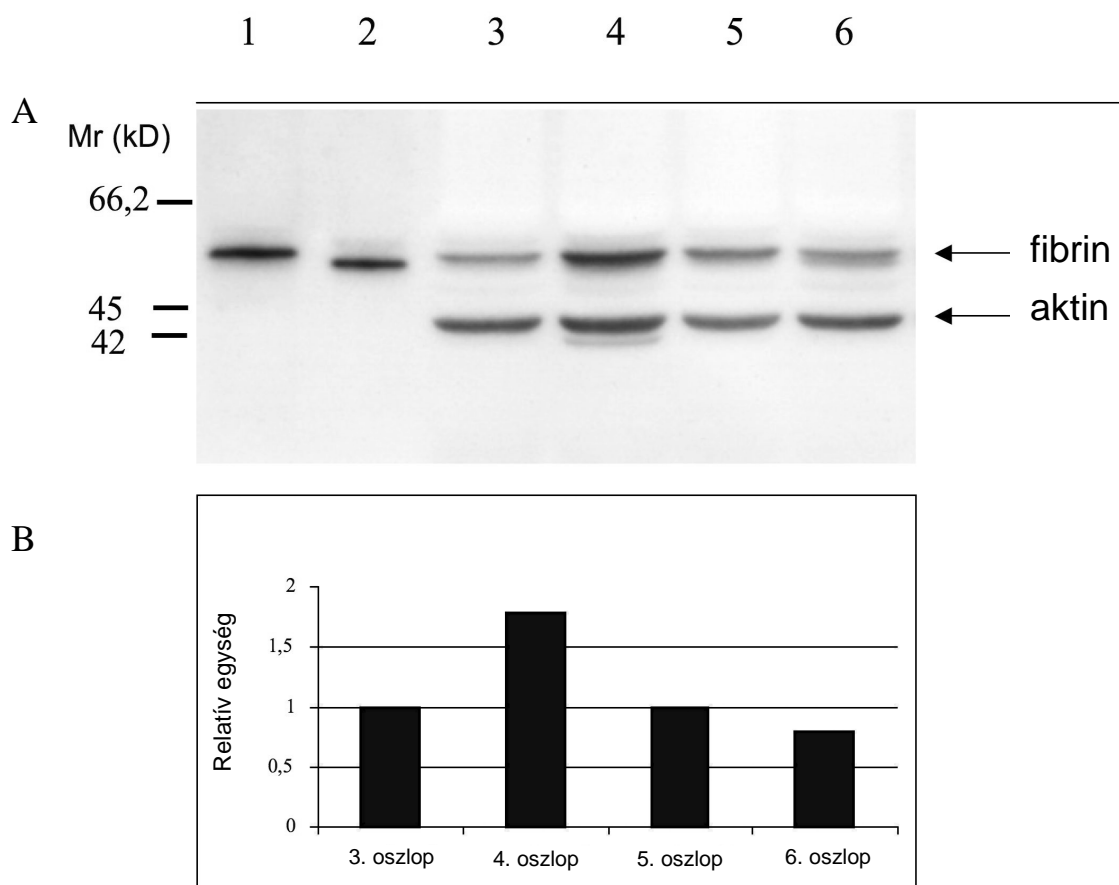 1 2 3 4 5 6
A
Mr (kD)
66,2
fibrin
45
aktin
42
B
Relatív egység
2
1,5
1
0,5
0
3. oszlop 4. oszlop 5. oszlop 6. oszlop